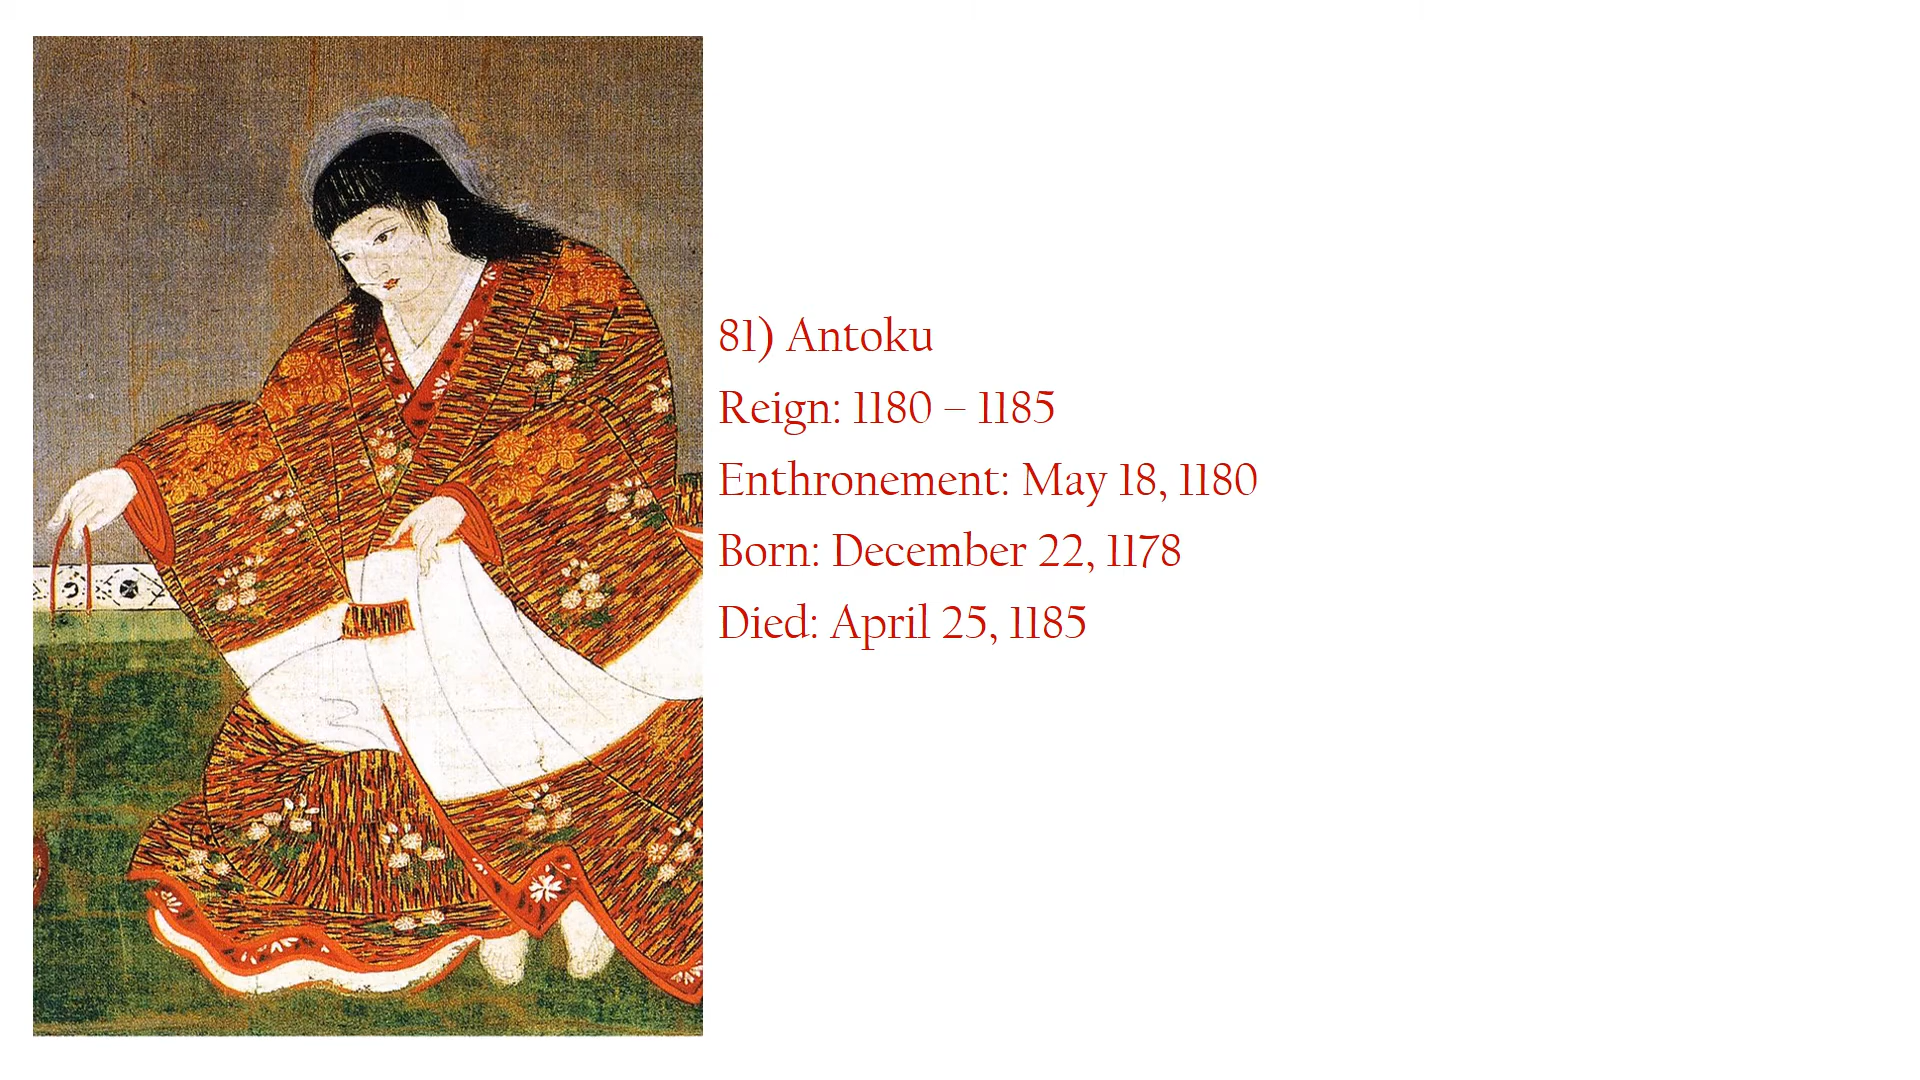 81) Antoku
Reign: 1180 – 1185
Enthronement: May 18, 1180
Born: December 22, 1178
Died: April 25, 1185